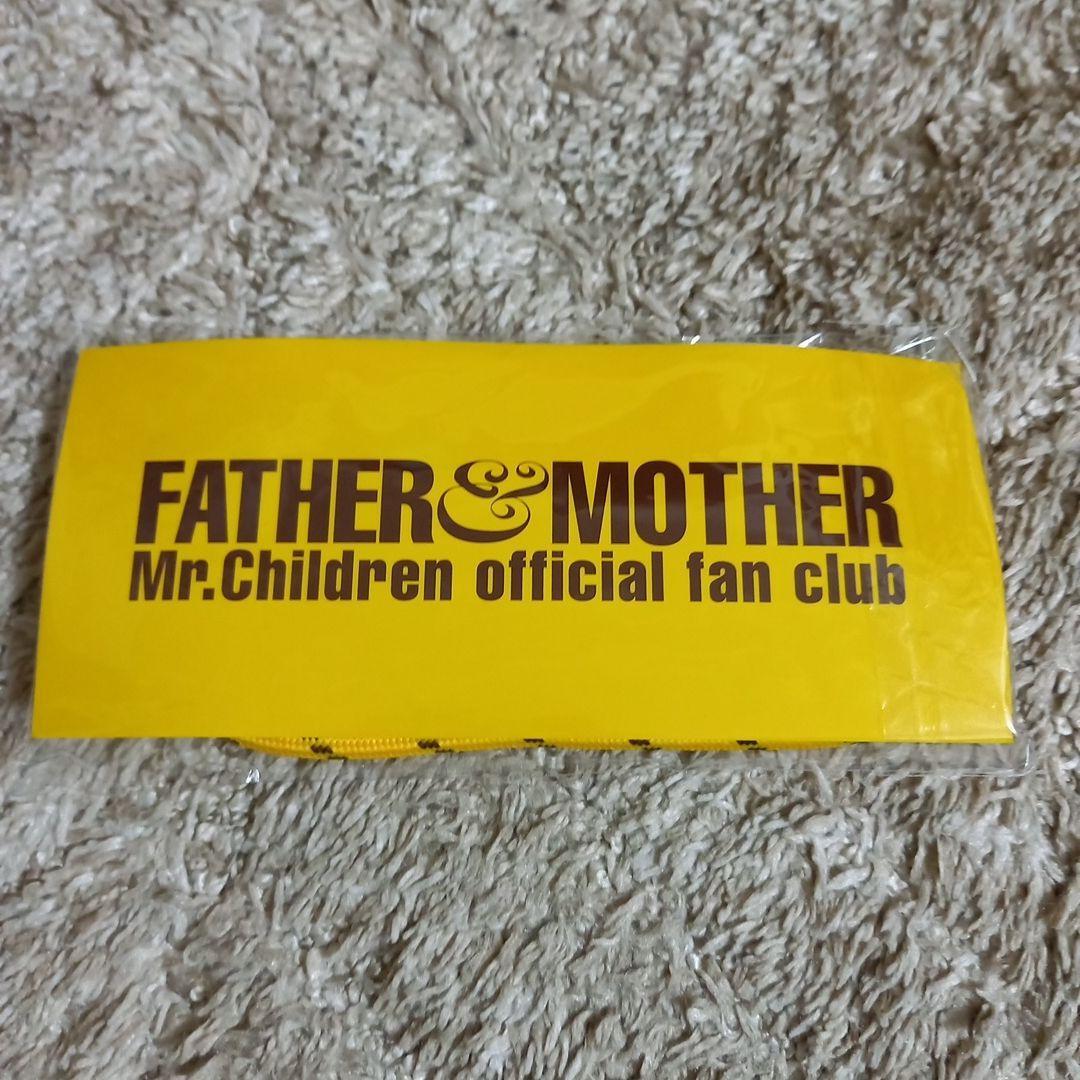 FATHER & MOTHER
Mr.Children official fan club